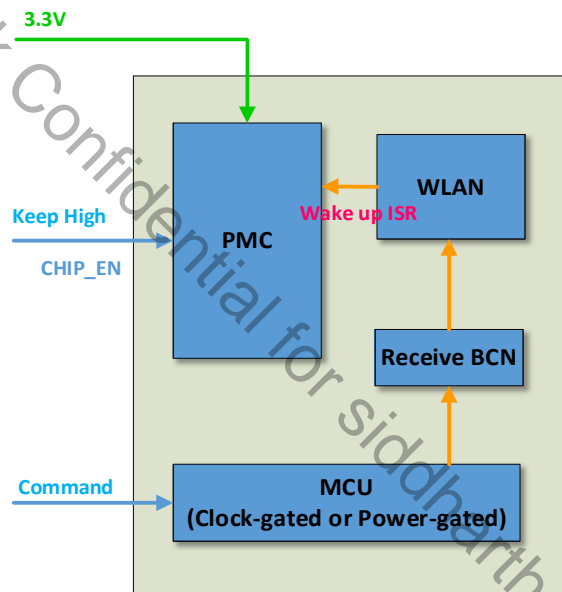 3.3V
WLAN
Wake up ISR
Keep High
PMC
CHIP_EN
Receive BCN
Command
MCU
(Clock-gated or Power-gated)
Confidential for siddharth